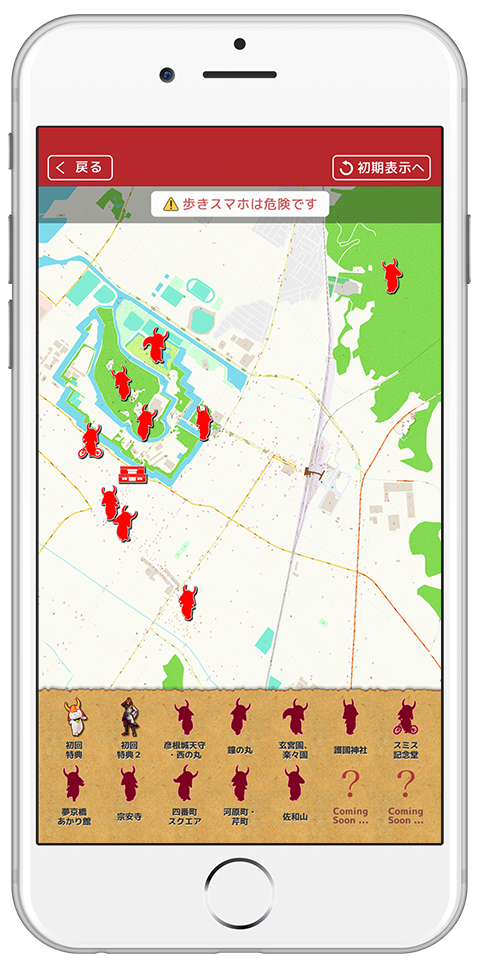 戻る
初期表示へ
歩きスマホは危険です
初回
特典
初回
特典2
彦根城天守
・西の丸
鐘の丸
玄宮園、
楽々園
護國神社
スミス
記念堂
夢京橋
あかり館
宗安寺
四番町
スクエア
河原町・
芹町
佐和山
?
Coming
Soon ...
?
Coming
Soon ...